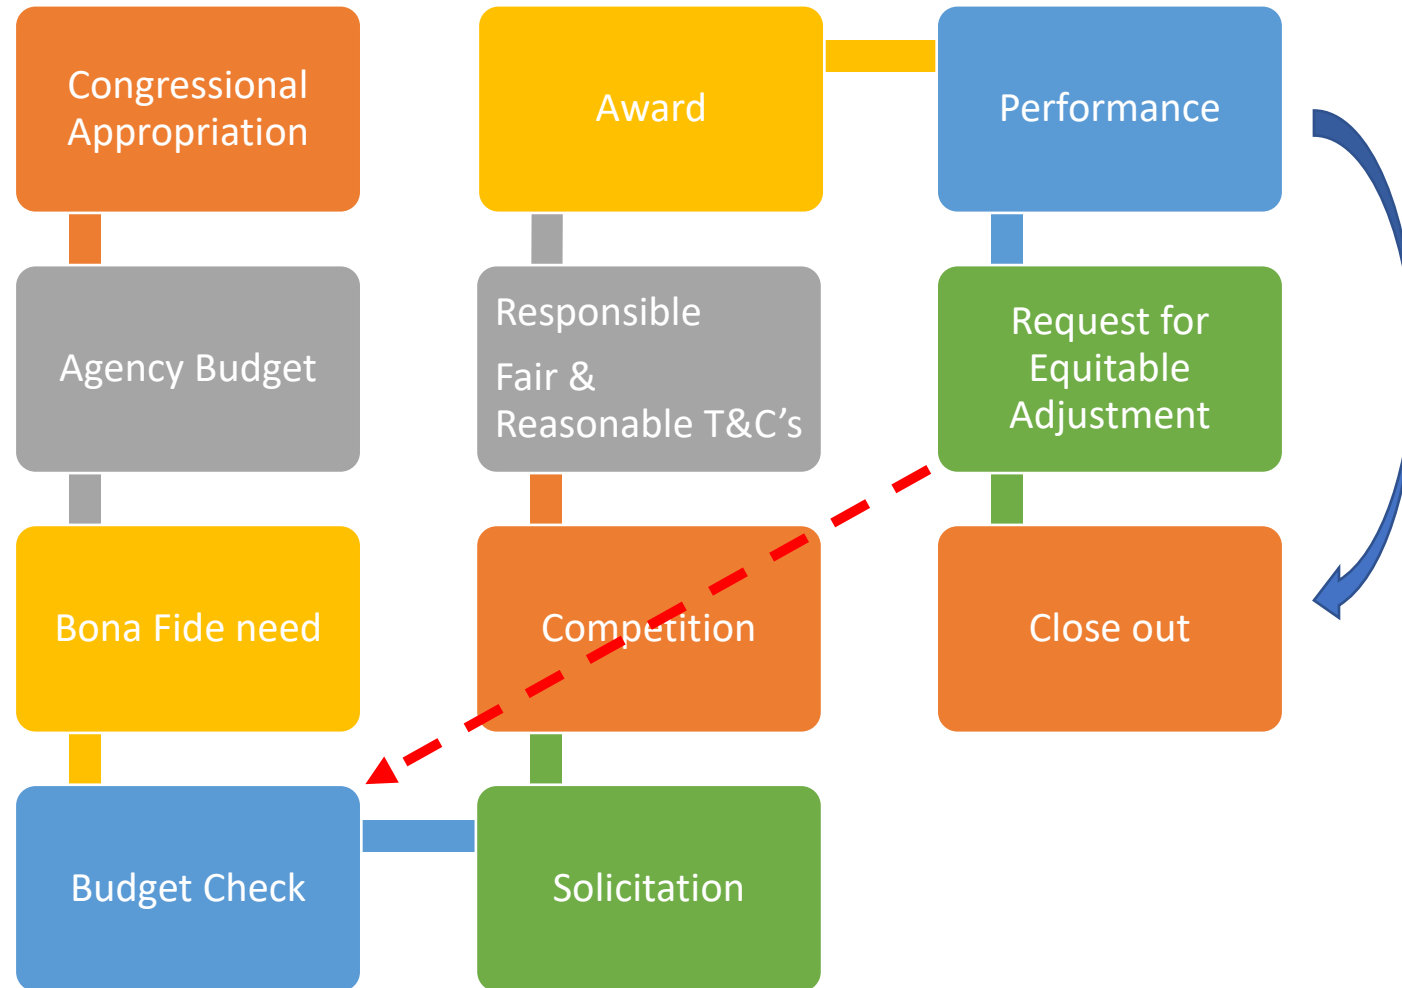 Congressional
Appropriation
Agency Budget
Bona Fide need
Budget Check
Solicitation
Competition
Responsible
Fair &
Reasonable T&C’s
Award
Performance
Request for
Equitable
Adjustment
Close out